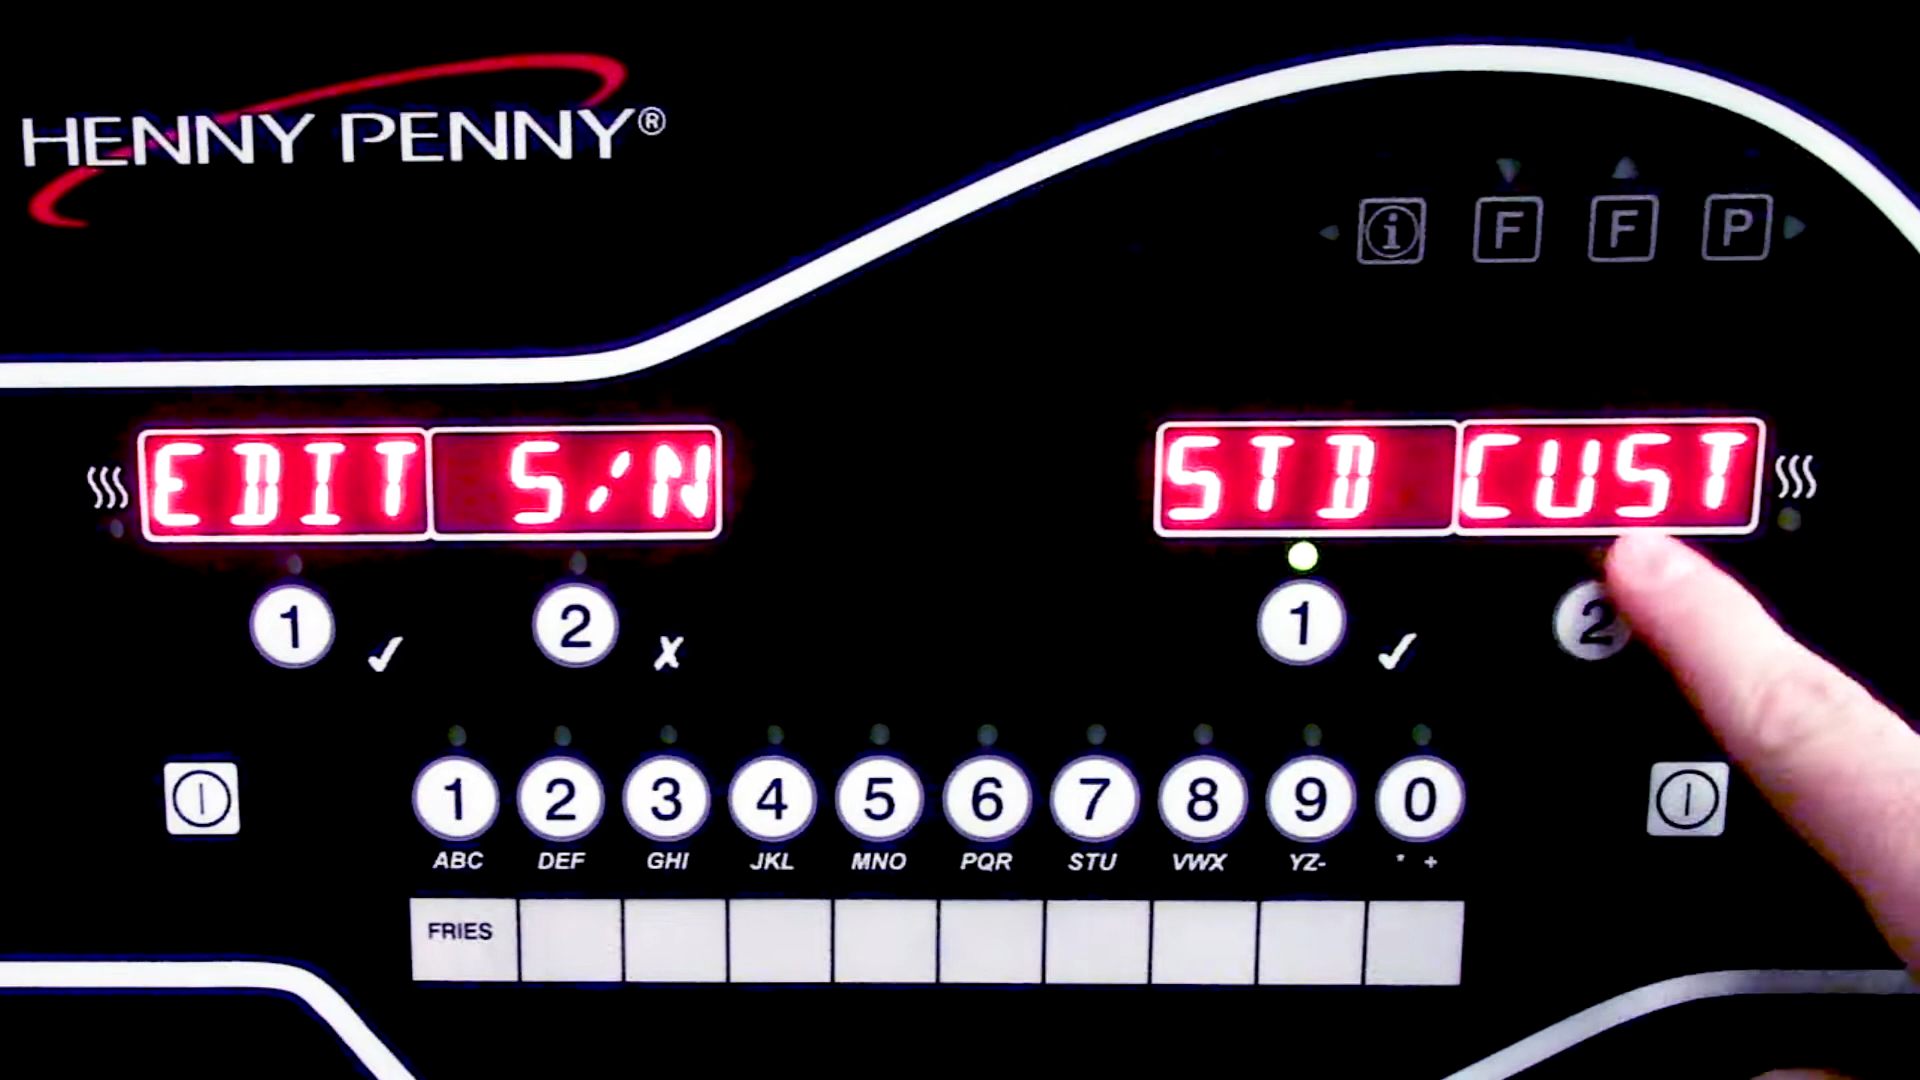 HENNY PENNY®
i F F P
EDIT S/N STD CUST
1 ✓ 2 X 1 ✓ 2
1 2 3 4 5 6 7 8 9 0
ABC DEF GHI JKL MNO PQR STU VWX YZ- * +
FRIES